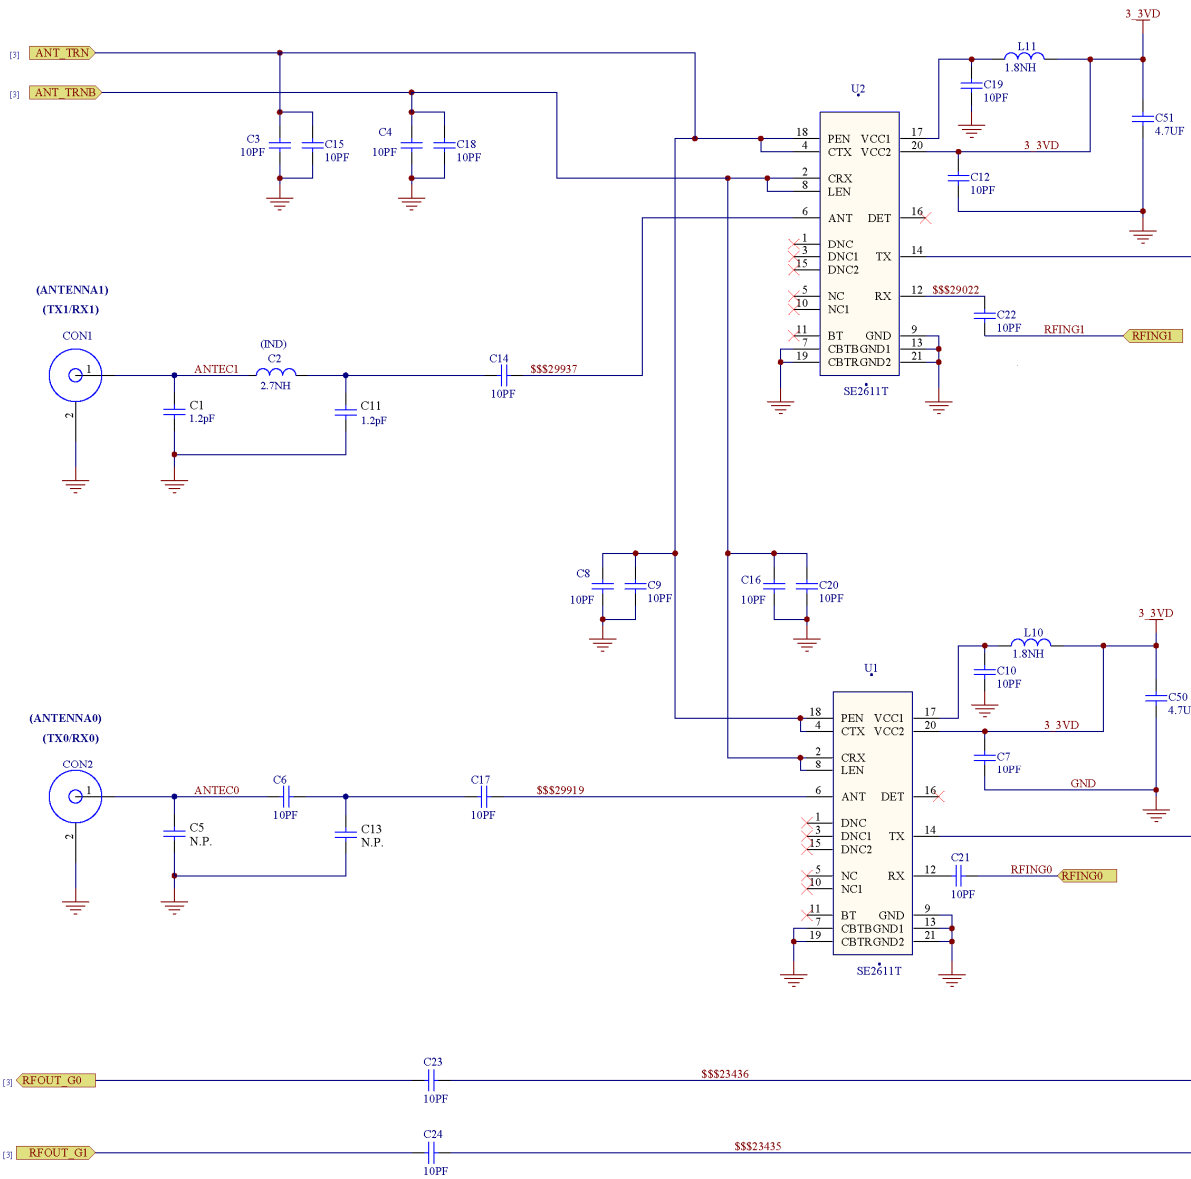 3_3VD
[3] ANT_TRN
L11
1.8NH
[3] ANT_TRNB
C19
10PF
U2
C51
4.7UF
C3
10PF
C15
10PF
C4
10PF
C18
10PF
18 PEN VCC1 17
4 CTX VCC2 20
3_3VD
2 CRX
8 LEN
C12
10PF
6 ANT DET 16
1 DNC
3 DNC1 TX 14
15 DNC2
5 NC RX 12 $$$29022
10 NC1
C22
10PF
RFING1 RFING1
11 BT GND 9
7 CBTBGND1 13
19 CBTRGND2 21
SE2611T
(ANTENNA1)
(TX1/RX1)
CON1
1
2
ANTEC1
(IND)
C2
2.7NH
C14
10PF
$$$29937
C1
1.2pF
C11
1.2pF
C8
10PF
C9
10PF
C16
10PF
C20
10PF
3_3VD
L10
1.8NH
C10
10PF
U1
C50
4.7U
18 PEN VCC1 17
4 CTX VCC2 20
3_3VD
2 CRX
8 LEN
C7
10PF
GND
6 ANT DET 16
1 DNC
3 DNC1 TX 14
15 DNC2
5 NC RX 12
10 NC1
C21
10PF
RFING0 RFING0
11 BT GND 9
7 CBTBGND1 13
19 CBTRGND2 21
SE2611T
(ANTENNA0)
(TX0/RX0)
CON2
1
2
ANTEC0
C6
10PF
C17
10PF
$$$29919
C5
N.P.
C13
N.P.
C23
[3] RFOUT_G0
$$$23436
10PF
C24
[3] RFOUT_G1
$$$23435
10PF